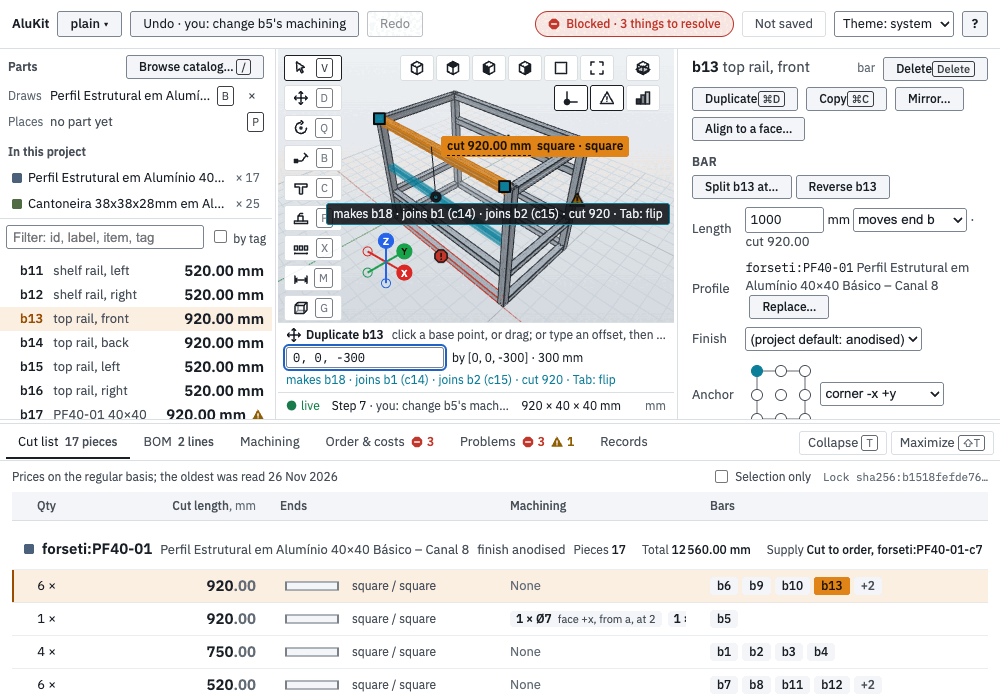 AluKit plain ▾ Undo · you: change b5's machining Redo Blocked · 3 things to resolve Not saved Theme: system ?
Parts Browse catalog... /
Draws Perfil Estrutural em Alumí... B ×
Places no part yet P
In this project
Perfil Estrutural em Alumínio 40... × 17
Cantoneira 38x38x28mm em Al... × 25
Filter: id, label, item, tag by tag
b11 shelf rail, left 520.00 mm
b12 shelf rail, right 520.00 mm
b13 top rail, front 920.00 mm
b14 top rail, back 920.00 mm
b15 top rail, left 520.00 mm
b16 top rail, right 520.00 mm
b17 PF40-01 40×40 920.00 mm
V
D
Q
B
C
X
M
G
cut 920.00 mm square · square
makes b18 · joins b1 (c14) · joins b2 (c15) · cut 920 · Tab: flip
Z
Y
X
Duplicate b13 click a base point, or drag; or type an offset, then ...
0, 0, -300 by [0, 0, -300] · 300 mm
makes b18 · joins b1 (c14) · joins b2 (c15) · cut 920 · Tab: flip
live Step 7 · you: change b5's mach... 920 × 40 × 40 mm mm
b13 top rail, front bar Delete Delete
Duplicate ⌘D Copy ⌘C Mirror...
Align to a face...
BAR
Split b13 at... Reverse b13
Length 1000 mm moves end b ·
cut 920.00
Profile forseti:PF40-01 Perfil Estrutural em Alumínio 40×40 Básico – Canal 8
Replace...
Finish (project default: anodised)
Anchor corner -x +y
Cut list 17 pieces BOM 2 lines Machining Order & costs 3 Problems 3 1 Records Collapse T Maximize ⇧T
Prices on the regular basis; the oldest was read 26 Nov 2026 Selection only Lock sha256:b1518fefde76…
Qty Cut length, mm Ends Machining Bars
forseti:PF40-01 Perfil Estrutural em Alumínio 40×40 Básico – Canal 8 finish anodised Pieces 17 Total 12 560.00 mm Supply Cut to order, forseti:PF40-01-c7
6 × 920.00 square / square None b6 b9 b10 b13 +2
1 × 920.00 square / square 1 × Ø7 face +x, from a, at 2 b5
4 × 750.00 square / square None b1 b2 b3 b4
6 × 520.00 square / square None b7 b8 b11 b12 +2